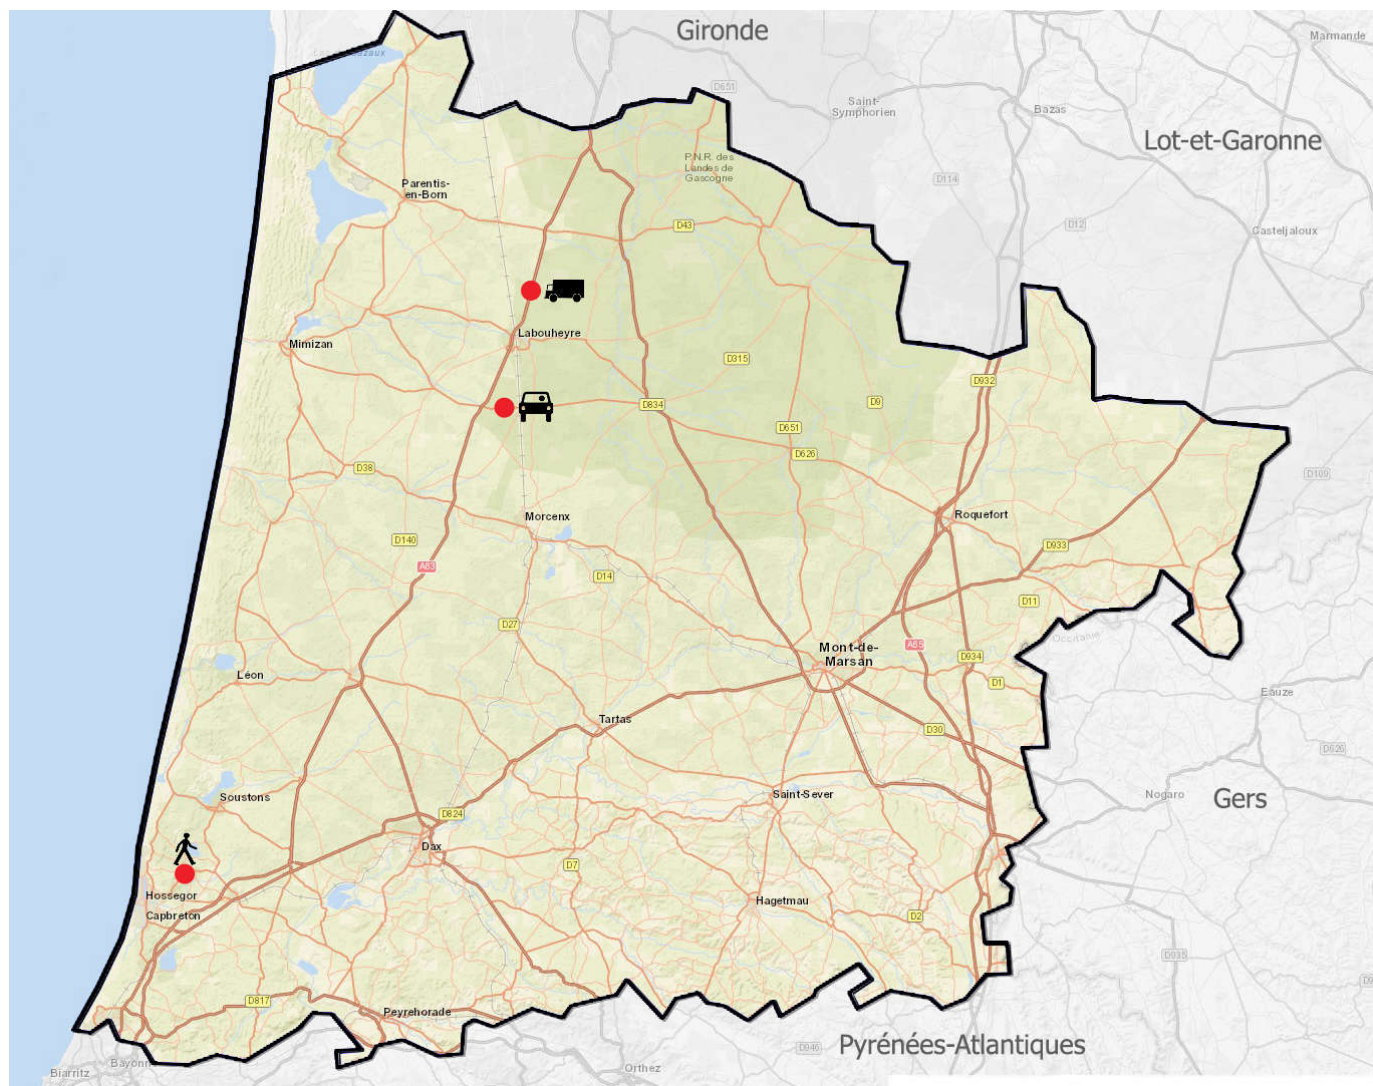 Gironde
Marmande
Lot-et-Garonne
D651
Saint-
Symphorien
Bazas
P.N.R. des
Landes de
Gascogne
D114
Parentis-
en-Born
D43
D12
Casteljaloux
Labouheyre
Mimizan
D315
D932
D834
D9
D651
D626
D38
D109
Morcenx
Roquefort
D140
D933
A63
D14
D11
D27
Occitanie
Mont-de-
Marsan
A65
D934
Léon
D1
Eauze
Tartas
D30
D626
Soustons
Saint-Sever
Nogaro
Gers
D824
Dax
D7
Hossegor
Capbreton
Hagetmau
D2
D935
D817
Peyrehorade
Pyrénées-Atlantiques
D946
Biarritz
Orthez